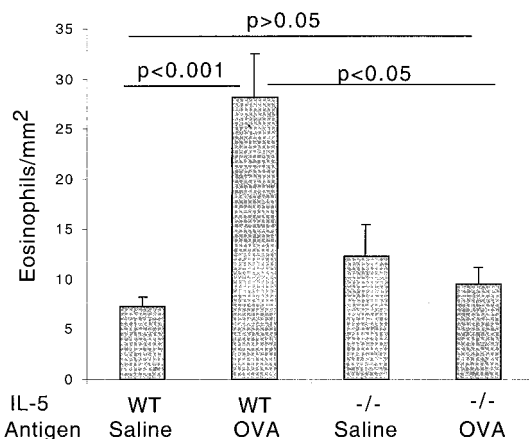 35
p>0.05
30
p<0.001
p<0.05
25
20
15
10
5
0
Eosinophils/mm2
IL-5 WT WT -/- -/-
Antigen Saline OVA Saline OVA